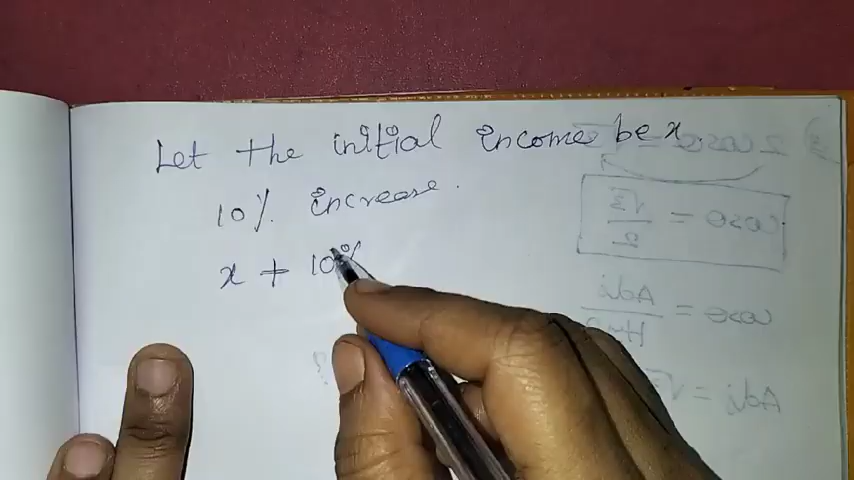 Let the initial income be x.
10% increase.
x + 10%